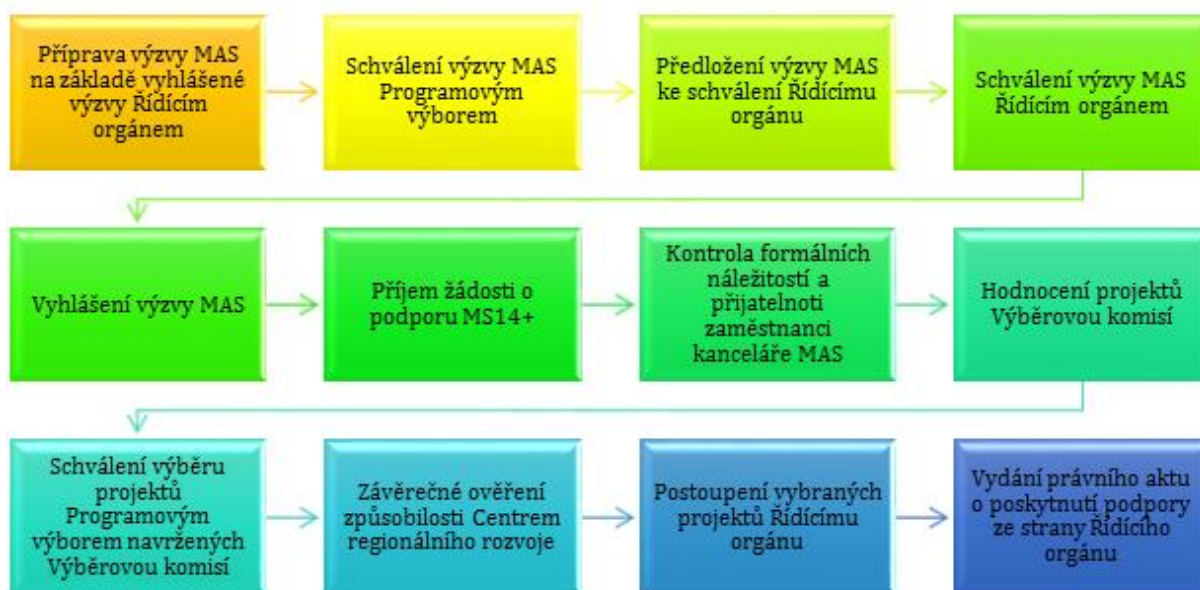 Příprava výzvy MAS
na základě vyhlášené
výzvy Řídícím
orgánem
Schválení výzvy MAS
Programovým
výborem
Předložení výzvy MAS
ke schválení Řídícímu
orgánu
Schválení výzvy MAS
Řídícím orgánem
Vyhlášení výzvy MAS
Příjem žádosti o
podporu MS14+
Kontrola formálních
náležitostí a
přijatelnoti
zaměstnanci
kanceláře MAS
Hodnocení projektů
Výběrovou komisí
Schválení výběru
projektů
Programovým
výborem navržených
Výběrovou komisí
Závěrečné ověření
způsobilosti Centrem
regionálního rozvoje
Postoupení vybraných
projektů Řídícímu
orgánu
Vydání právního aktu
o poskytnutí podpory
ze strany Řídícího
orgánu